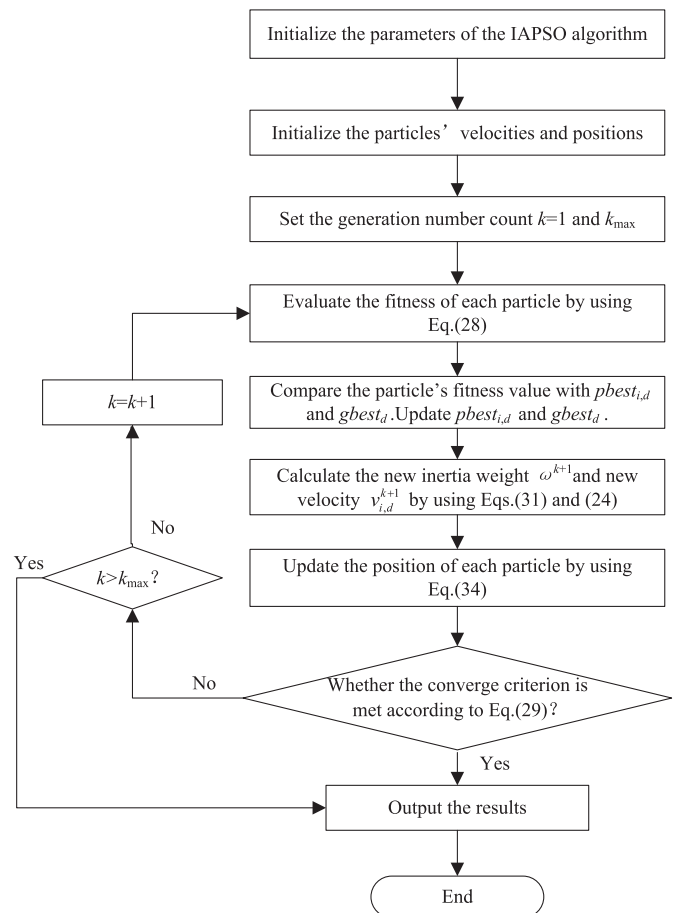 Initialize the parameters of the IAPSO algorithm
Initialize the particles’ velocities and positions
Set the generation number count k=1 and kmax
Evaluate the fitness of each particle by using
Eq.(28)
Compare the particle's fitness value with pbesti,d
and gbestd .Update pbesti,d and gbestd .
k=k+1
Calculate the new inertia weight ω^k+1 and new
velocity v_i,d^k+1 by using Eqs.(31) and (24)
No
Yes
k>kmax?
Update the position of each particle by using
Eq.(34)
No
Whether the converge criterion is
met according to Eq.(29)?
Yes
Output the results
End